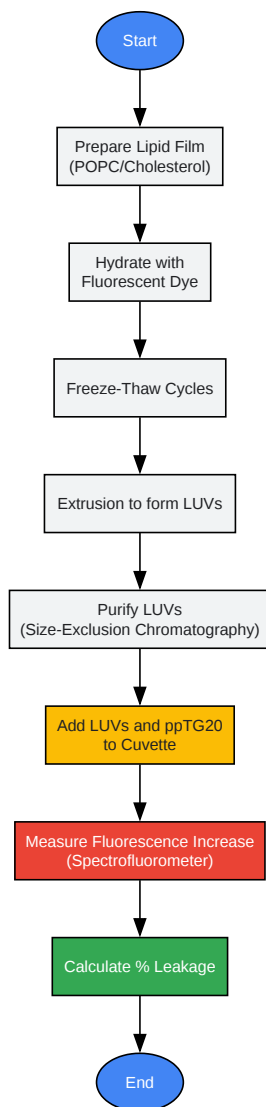 Start
Prepare Lipid Film
(POPC/Cholesterol)
Hydrate with
Fluorescent Dye
Freeze-Thaw Cycles
Extrusion to form LUVs
Purify LUVs
(Size-Exclusion Chromatography)
Add LUVs and ppTG20
to Cuvette
Measure Fluorescence Increase
(Spectrofluorometer)
Calculate % Leakage
End